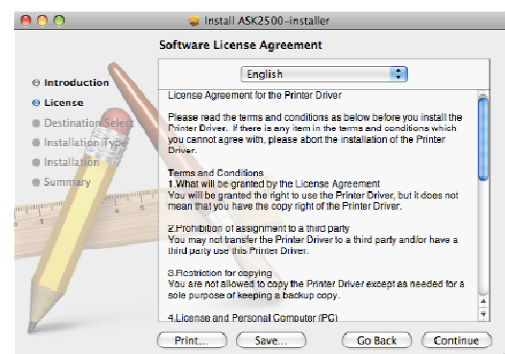 Install ASK2500-installer
Software License Agreement
Introduction
License
Destination Select
Installation Type
Installation
Summary
English
License Agreement for the Printer Driver
Please read the terms and conditions as below before you install the
Printer Driver. If there is any item in the terms and conditions which
you cannot agree with, please abort the installation of the Printer
Driver.
Terms and Conditions
1.What will be granted by the License Agreement
You will be granted the right to use the Printer Driver, but it does not
mean that you have the copy right of the Printer Driver.
2.Prohibition of assignment to a third party
You may not transfer the Printer Driver to a third party and/or have a
third party use this Printer Driver.
3.Restriction for copying
You are not allowed to copy the Printer Driver except as needed for a
sole purpose of keeping a backup copy.
4.License and Personal Computer (PC)
Print...
Save...
Go Back
Continue